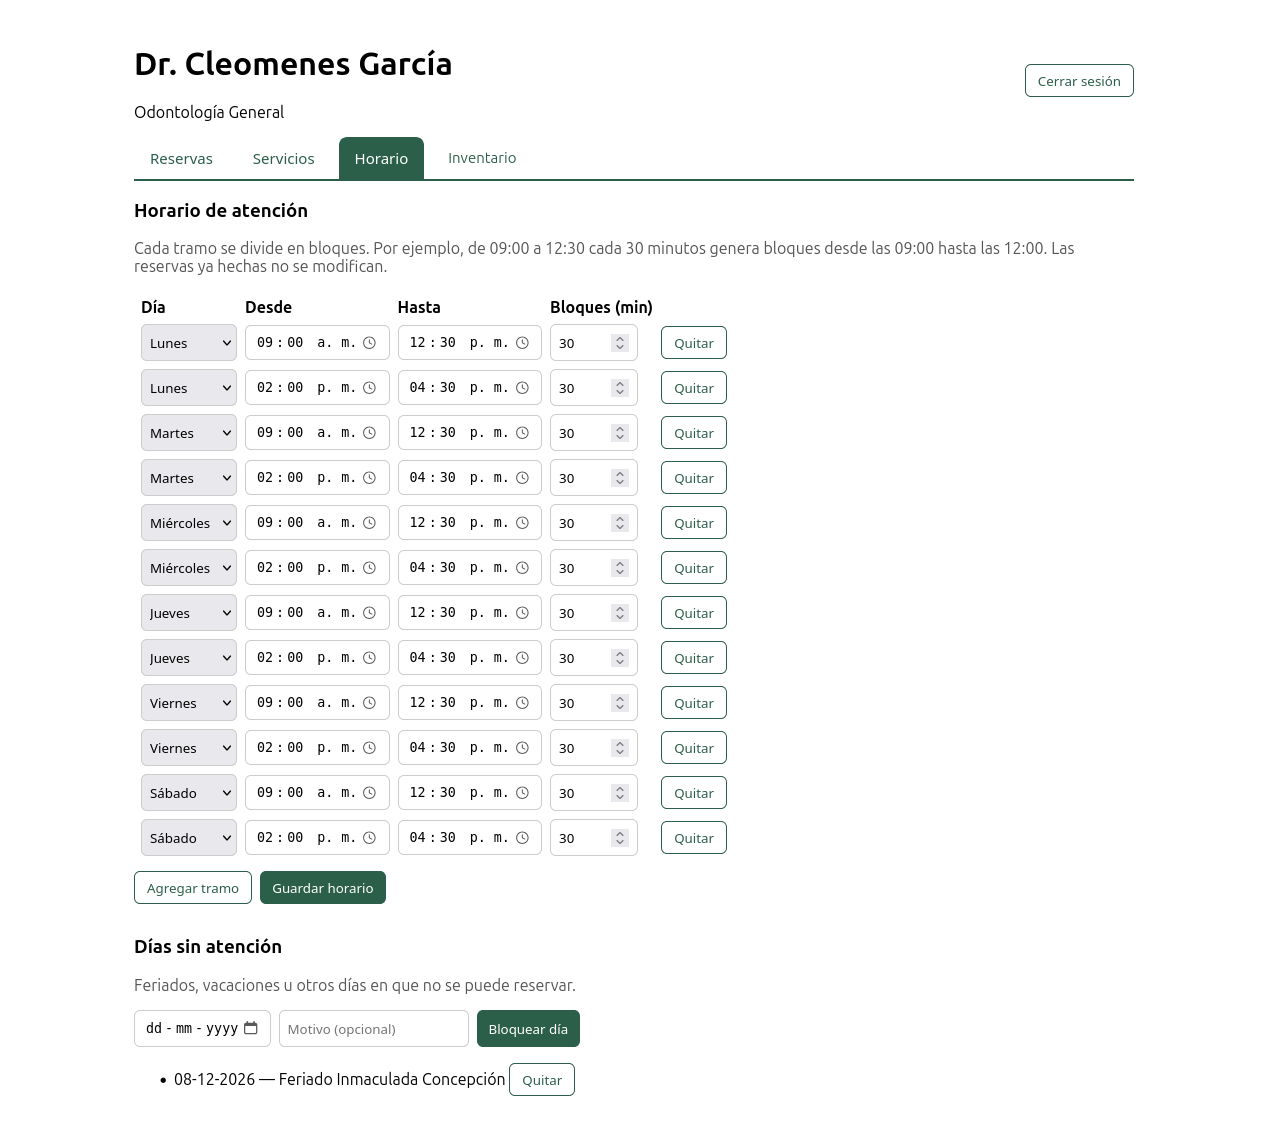 Dr. Cleomenes García
Cerrar sesión
Odontología General
Reservas Servicios Horario Inventario
Horario de atención
Cada tramo se divide en bloques. Por ejemplo, de 09:00 a 12:30 cada 30 minutos genera bloques desde las 09:00 hasta las 12:00. Las
reservas ya hechas no se modifican.
Día Desde Hasta Bloques (min)
Lunes 09:00 a. m. 12:30 p. m. 30 Quitar
Lunes 02:00 p. m. 04:30 p. m. 30 Quitar
Martes 09:00 a. m. 12:30 p. m. 30 Quitar
Martes 02:00 p. m. 04:30 p. m. 30 Quitar
Miércoles 09:00 a. m. 12:30 p. m. 30 Quitar
Miércoles 02:00 p. m. 04:30 p. m. 30 Quitar
Jueves 09:00 a. m. 12:30 p. m. 30 Quitar
Jueves 02:00 p. m. 04:30 p. m. 30 Quitar
Viernes 09:00 a. m. 12:30 p. m. 30 Quitar
Viernes 02:00 p. m. 04:30 p. m. 30 Quitar
Sábado 09:00 a. m. 12:30 p. m. 30 Quitar
Sábado 02:00 p. m. 04:30 p. m. 30 Quitar
Agregar tramo Guardar horario
Días sin atención
Feriados, vacaciones u otros días en que no se puede reservar.
dd-mm-yyyy Motivo (opcional) Bloquear día
• 08-12-2026 — Feriado Inmaculada Concepción Quitar